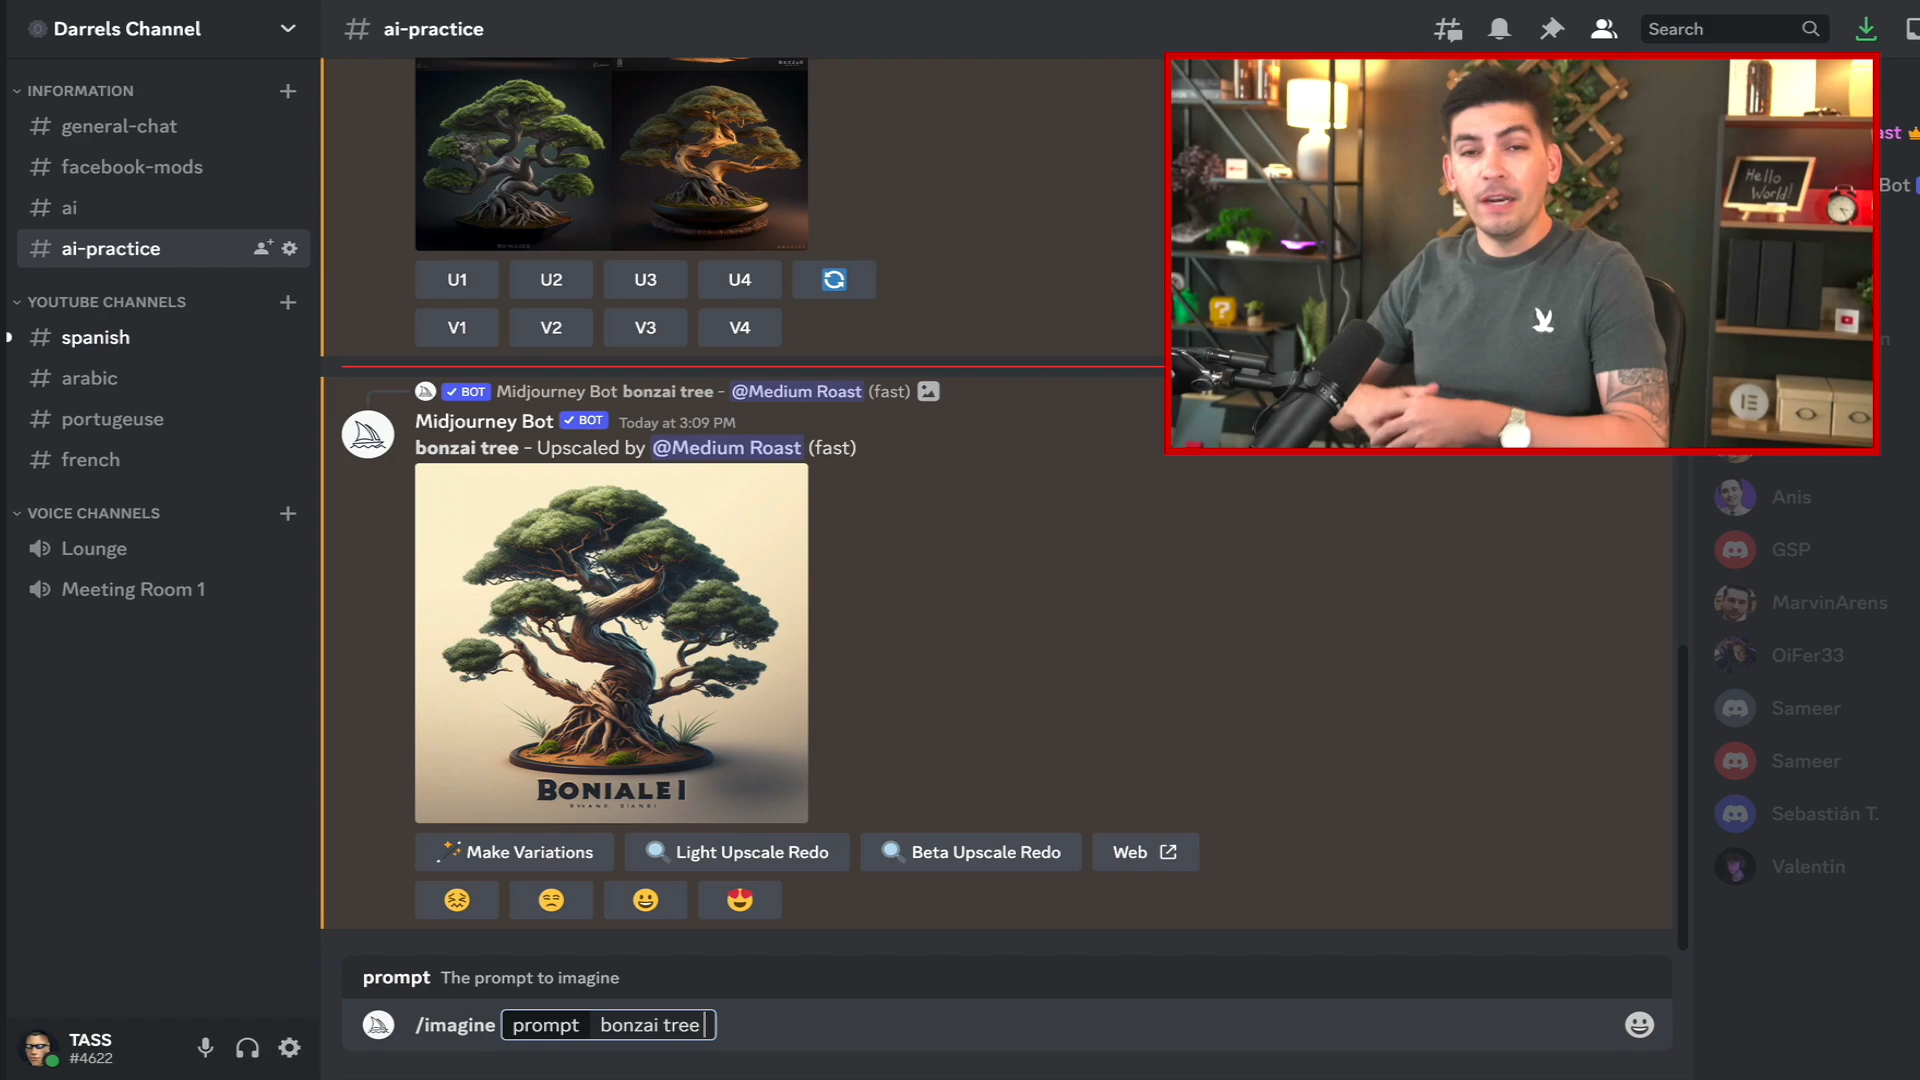 Darrels Channel
ai-practice
Search
INFORMATION
general-chat
facebook-mods
ai
ai-practice
YOUTUBE CHANNELS
spanish
arabic
portugeuse
french
VOICE CHANNELS
Lounge
Meeting Room 1
TASS
#4622
U1 U2 U3 U4
V1 V2 V3 V4
BOT Midjourney Bot bonzai tree - @Medium Roast (fast)
Midjourney Bot BOT Today at 3:09 PM
bonzai tree - Upscaled by @Medium Roast (fast)
BONIALEI
Make Variations Light Upscale Redo Beta Upscale Redo Web
prompt The prompt to imagine
/imagine prompt bonzai tree
Hello
World!
ast
Bot
n
Anis
GSP
MarvinArens
OiFer33
Sameer
Sameer
Sebastián T.
Valentin